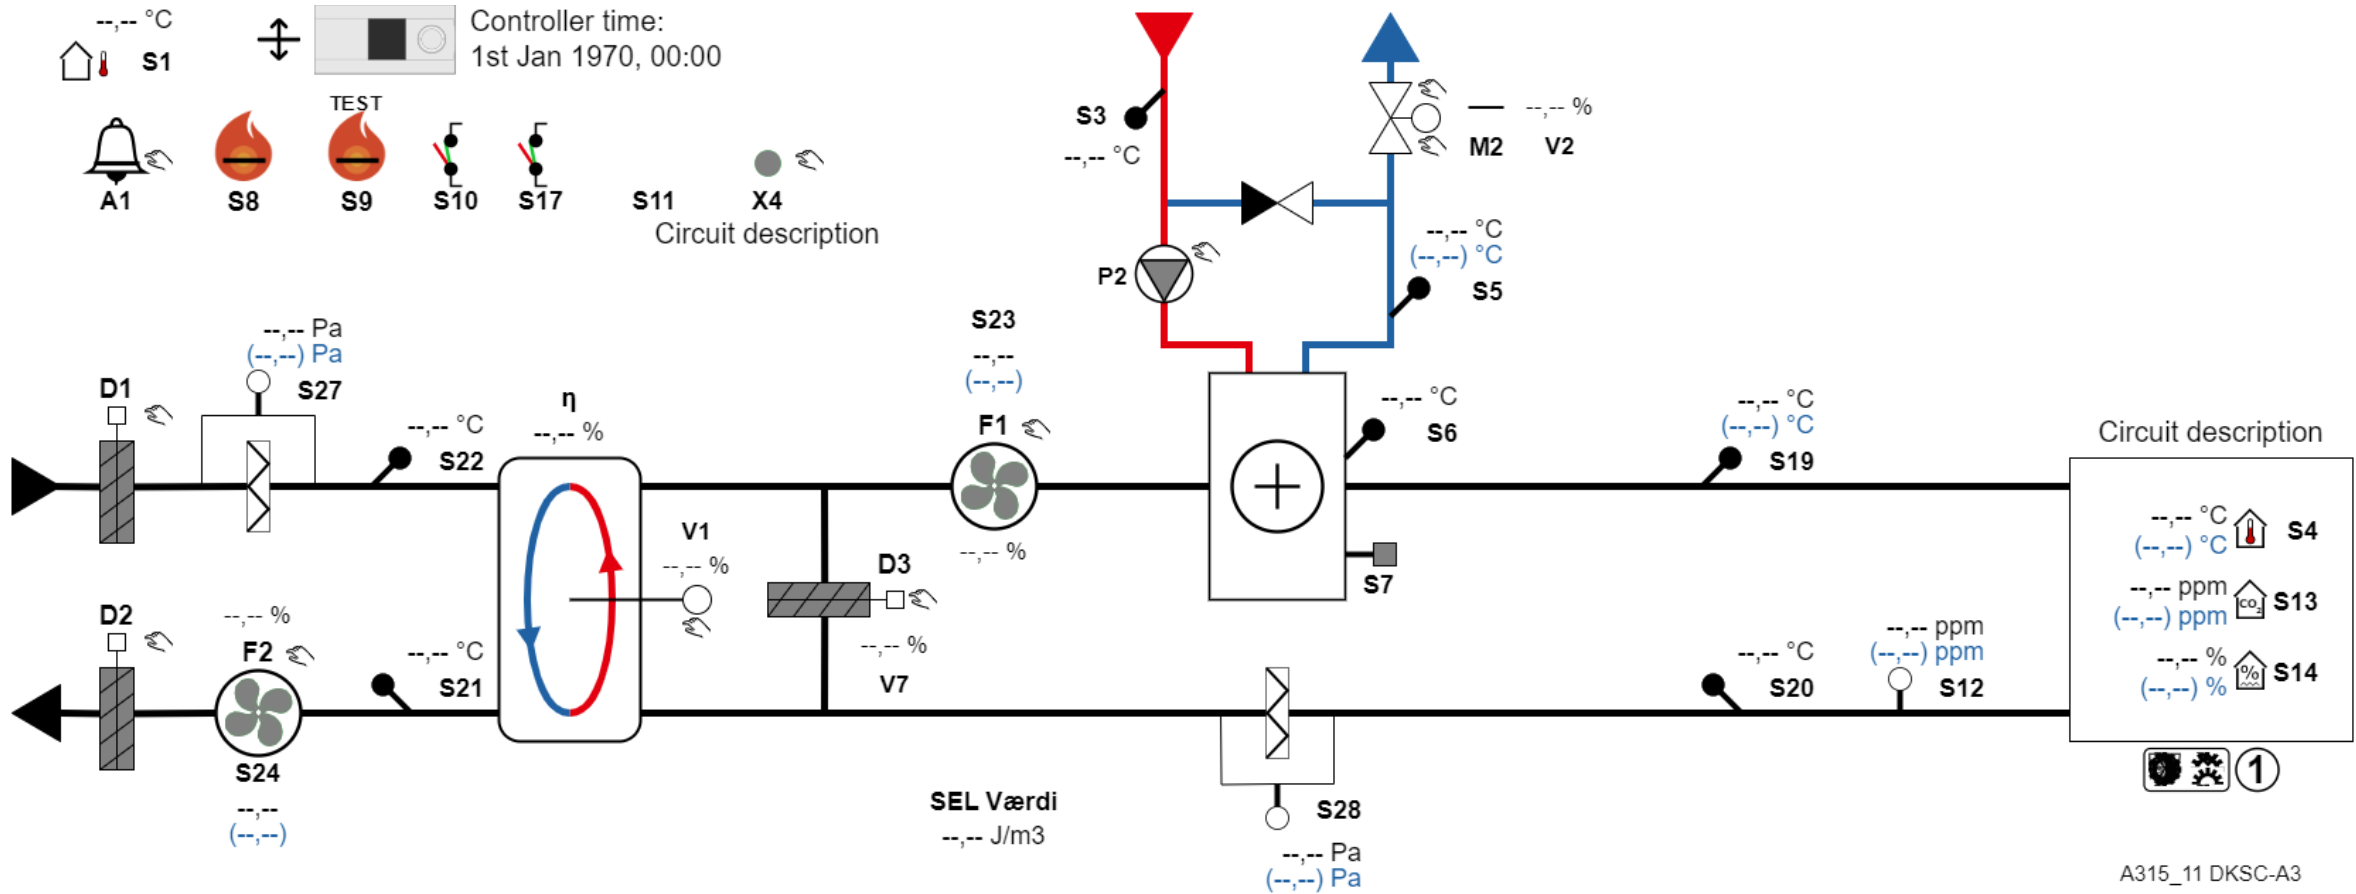 --,-- °C
S1
Controller time:
1st Jan 1970, 00:00
TEST
A1
S8
S9
S10
S17
S11
X4
Circuit description
S3
--,-- °C
--,-- %
M2
V2
P2
--,-- °C
(--,--) °C
S5
--,-- Pa
(--,--) Pa
S27
D1
--,-- °C
S22
η
--,-- %
S23
--,--
(--,--)
F1
--,-- %
--,-- °C
S6
S7
--,-- °C
(--,--) °C
S19
Circuit description
--,-- °C
(--,--) °C
S4
--,-- ppm
(--,--) ppm
CO2
S13
--,-- %
(--,--) %
%
S14
V1
--,-- %
D3
--,-- %
V7
D2
--,-- %
F2
S24
--,--
(--,--)
--,-- °C
S21
--,-- °C
S20
--,-- ppm
(--,--) ppm
S12
SEL Værdi
--,-- J/m3
S28
--,-- Pa
(--,--) Pa
1
A315_11 DKSC-A3